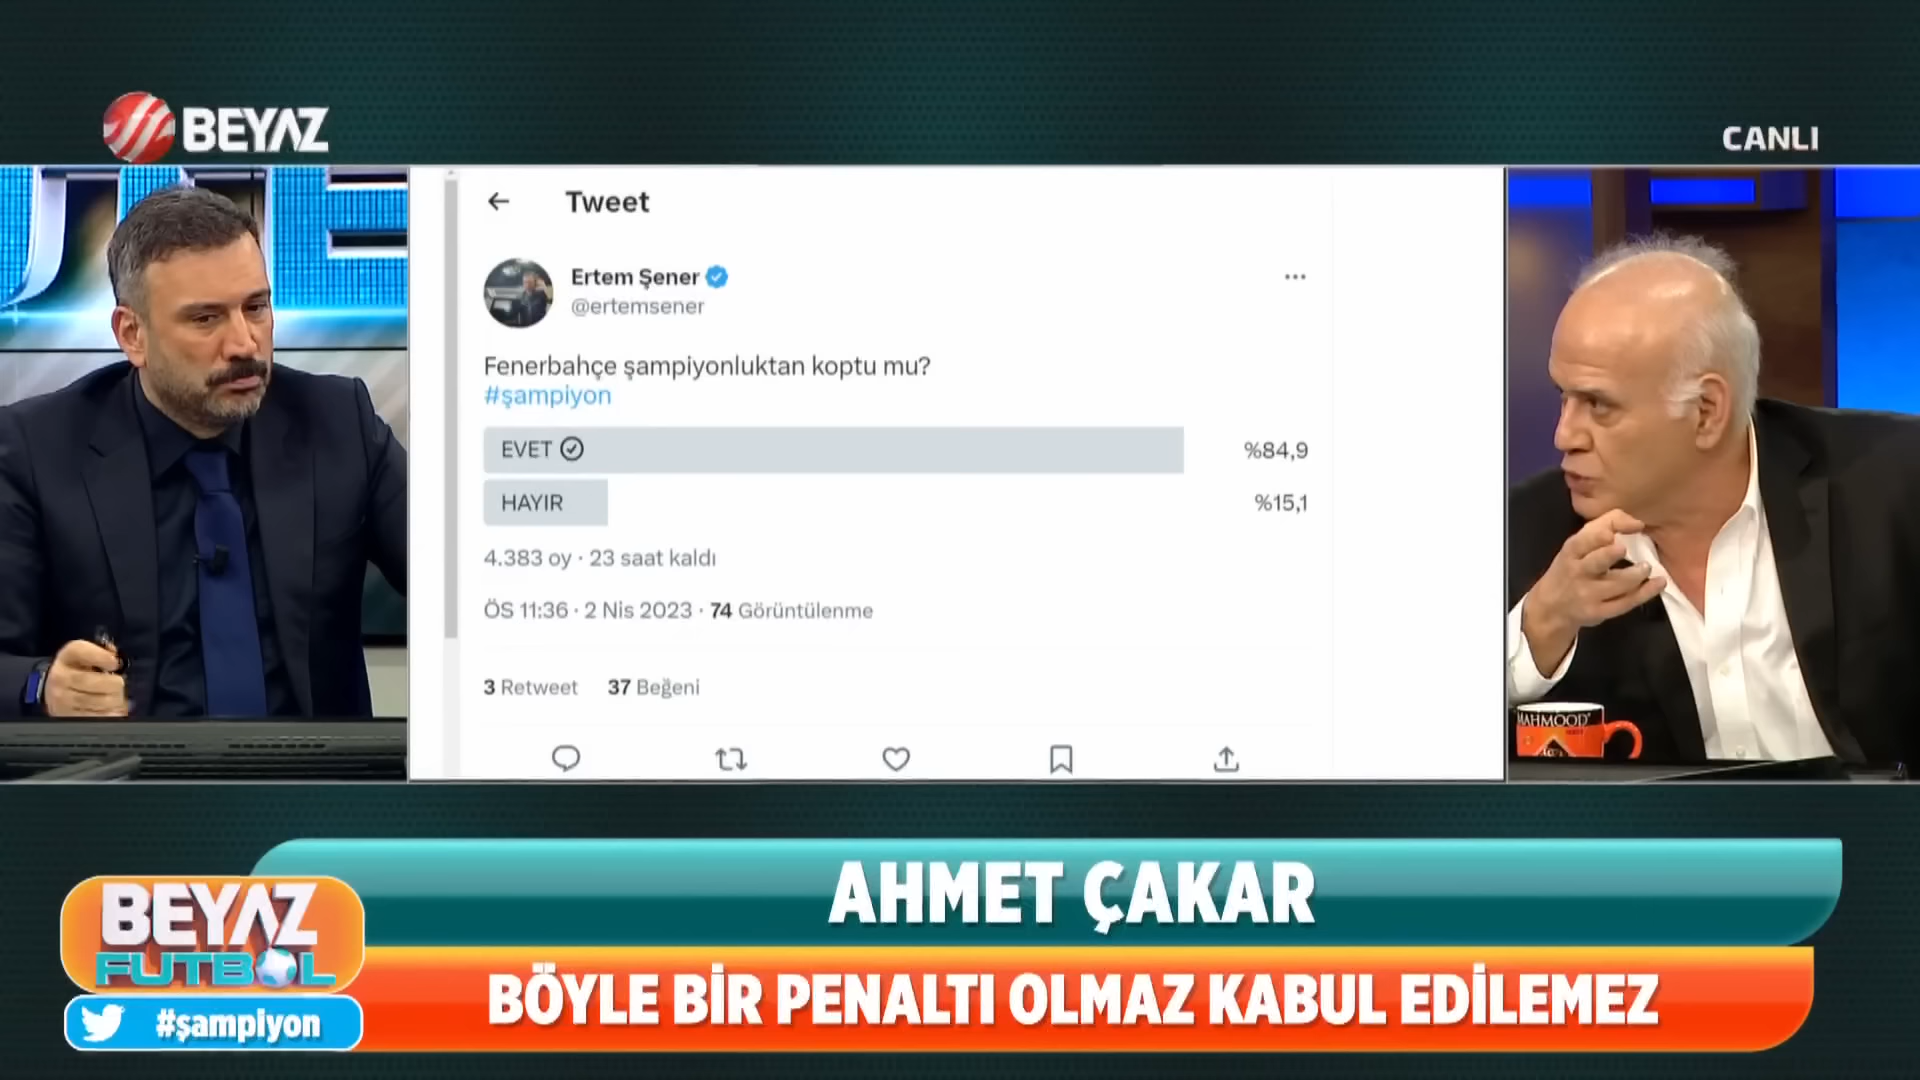 BEYAZ
CANLI
Tweet
Ertem Şener
@ertemsener
Fenerbahçe şampiyonluktan koptu mu?
#şampiyon
EVET %84,9
HAYIR %15,1
4.383 oy · 23 saat kaldı
ÖS 11:36 · 2 Nis 2023 · 74 Görüntülenme
3 Retweet 37 Beğeni
MAHMOOD
AHMET ÇAKAR
BEYAZ
FUTBOL
BÖYLE BİR PENALTI OLMAZ KABUL EDİLEMEZ
#şampiyon